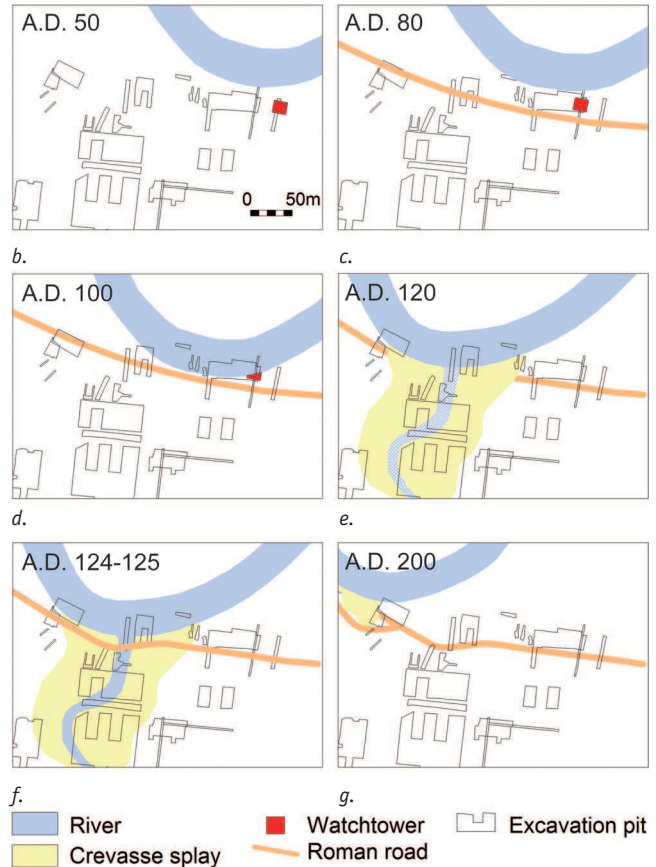 A.D. 50
0 50m
b.
A.D. 80
c.
A.D. 100
d.
A.D. 120
e.
A.D. 124-125
f.
A.D. 200
g.
River
Watchtower
Excavation pit
Crevasse splay
Roman road